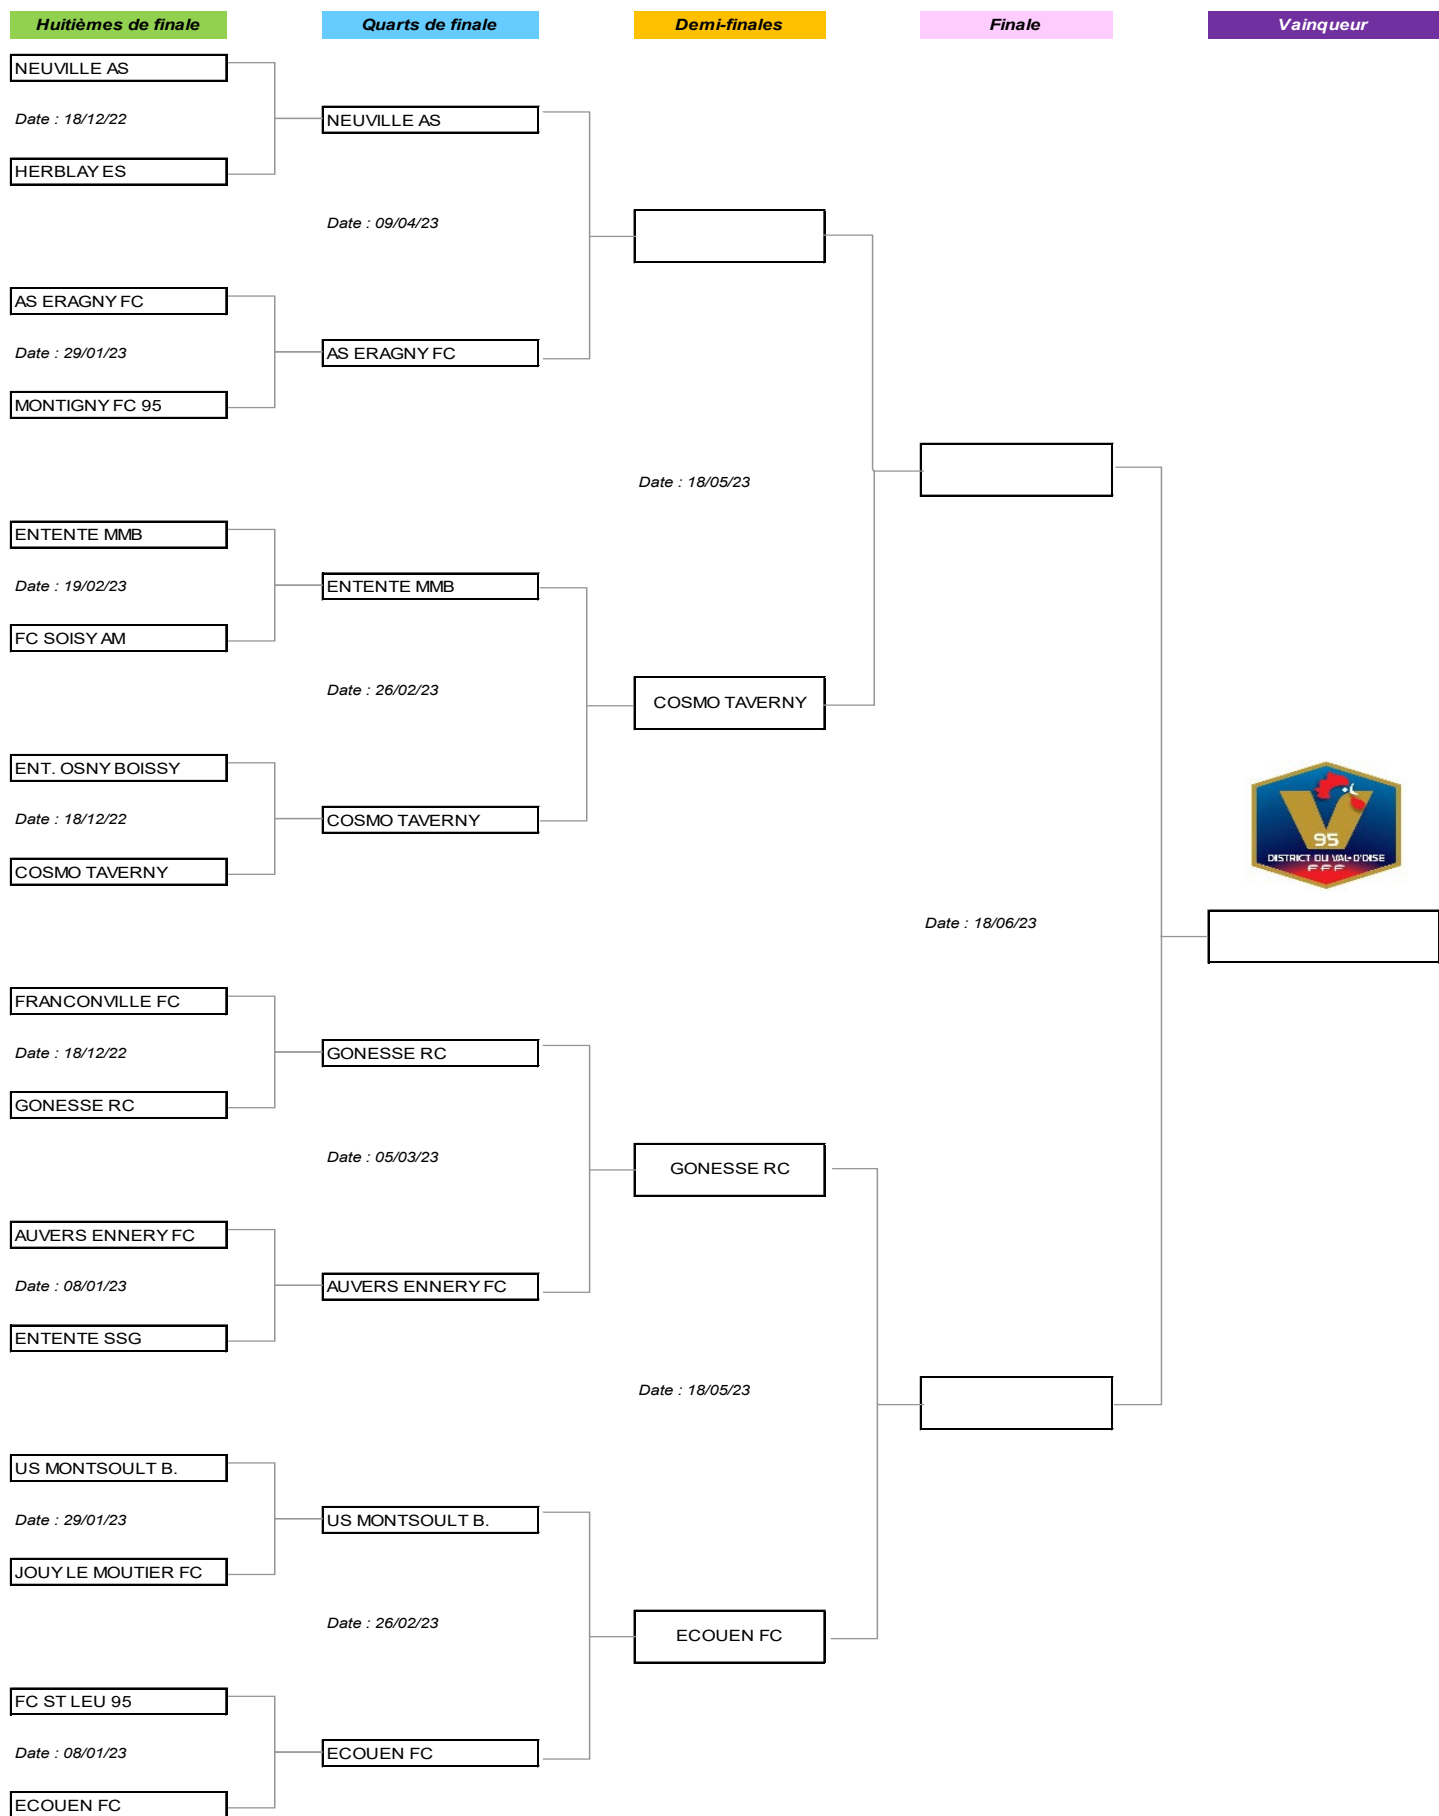 Huitièmes de finale
Quarts de finale
Demi-finales
Finale
Vainqueur
NEUVILLE AS
Date : 18/12/22
NEUVILLE AS
HERBLAY ES
Date : 09/04/23
AS ERAGNY FC
Date : 29/01/23
AS ERAGNY FC
MONTIGNY FC 95
Date : 18/05/23
ENTENTE MMB
Date : 19/02/23
ENTENTE MMB
FC SOISY AM
Date : 26/02/23
COSMO TAVERNY
ENT. OSNY BOISSY
Date : 18/12/22
COSMO TAVERNY
COSMO TAVERNY
95
DISTRICT DU VAL-D'OISE
FFF
Date : 18/06/23
FRANCONVILLE FC
Date : 18/12/22
GONESSE RC
GONESSE RC
Date : 05/03/23
GONESSE RC
AUVERS ENNERY FC
Date : 08/01/23
AUVERS ENNERY FC
ENTENTE SSG
Date : 18/05/23
US MONTSOULT B.
Date : 29/01/23
US MONTSOULT B.
JOUY LE MOUTIER FC
Date : 26/02/23
ECOUEN FC
FC ST LEU 95
Date : 08/01/23
ECOUEN FC
ECOUEN FC